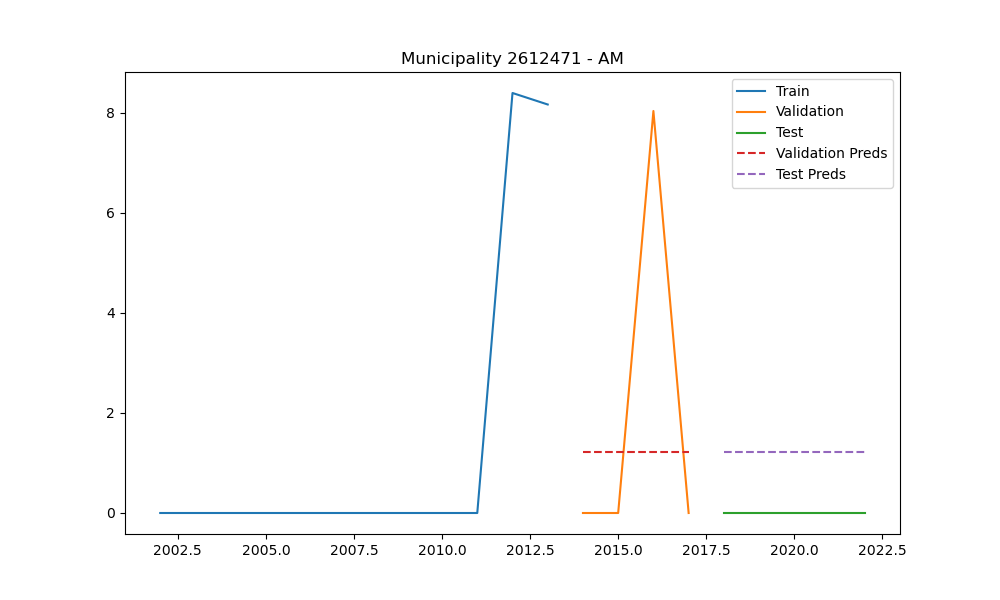 Municipality 2612471 - AM
Train
Validation
Test
Validation Preds
Test Preds
8
6
4
2
0
2002.5 2005.0 2007.5 2010.0 2012.5 2015.0 2017.5 2020.0 2022.5